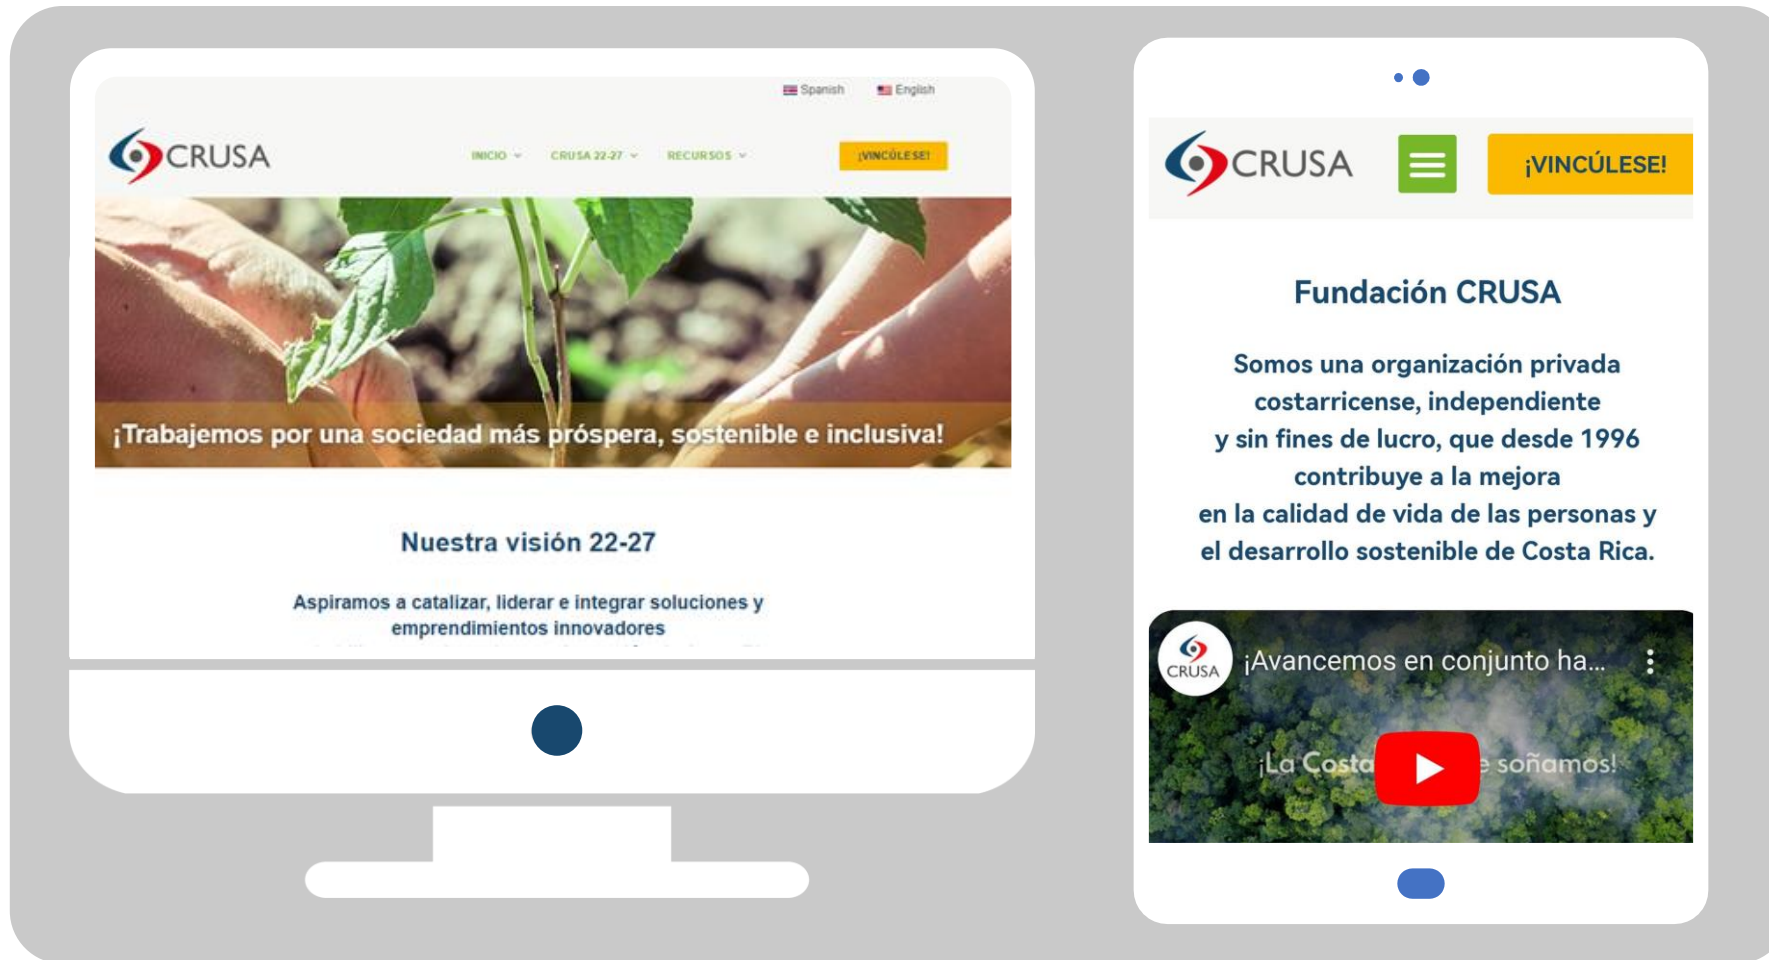 Spanish
English
CRUSA
INICIO
CRUSA 22-27
RECURSOS
¡VINCÚLESE!
¡Trabajemos por una sociedad más próspera, sostenible e inclusiva!
Nuestra visión 22-27
Aspiramos a catalizar, liderar e integrar soluciones y
emprendimientos innovadores
CRUSA
¡VINCÚLESE!
Fundación CRUSA
Somos una organización privada
costarricense, independiente
y sin fines de lucro, que desde 1996
contribuye a la mejora
en la calidad de vida de las personas y
el desarrollo sostenible de Costa Rica.
CRUSA
¡Avancemos en conjunto ha...
¡La Costa e soñamos!